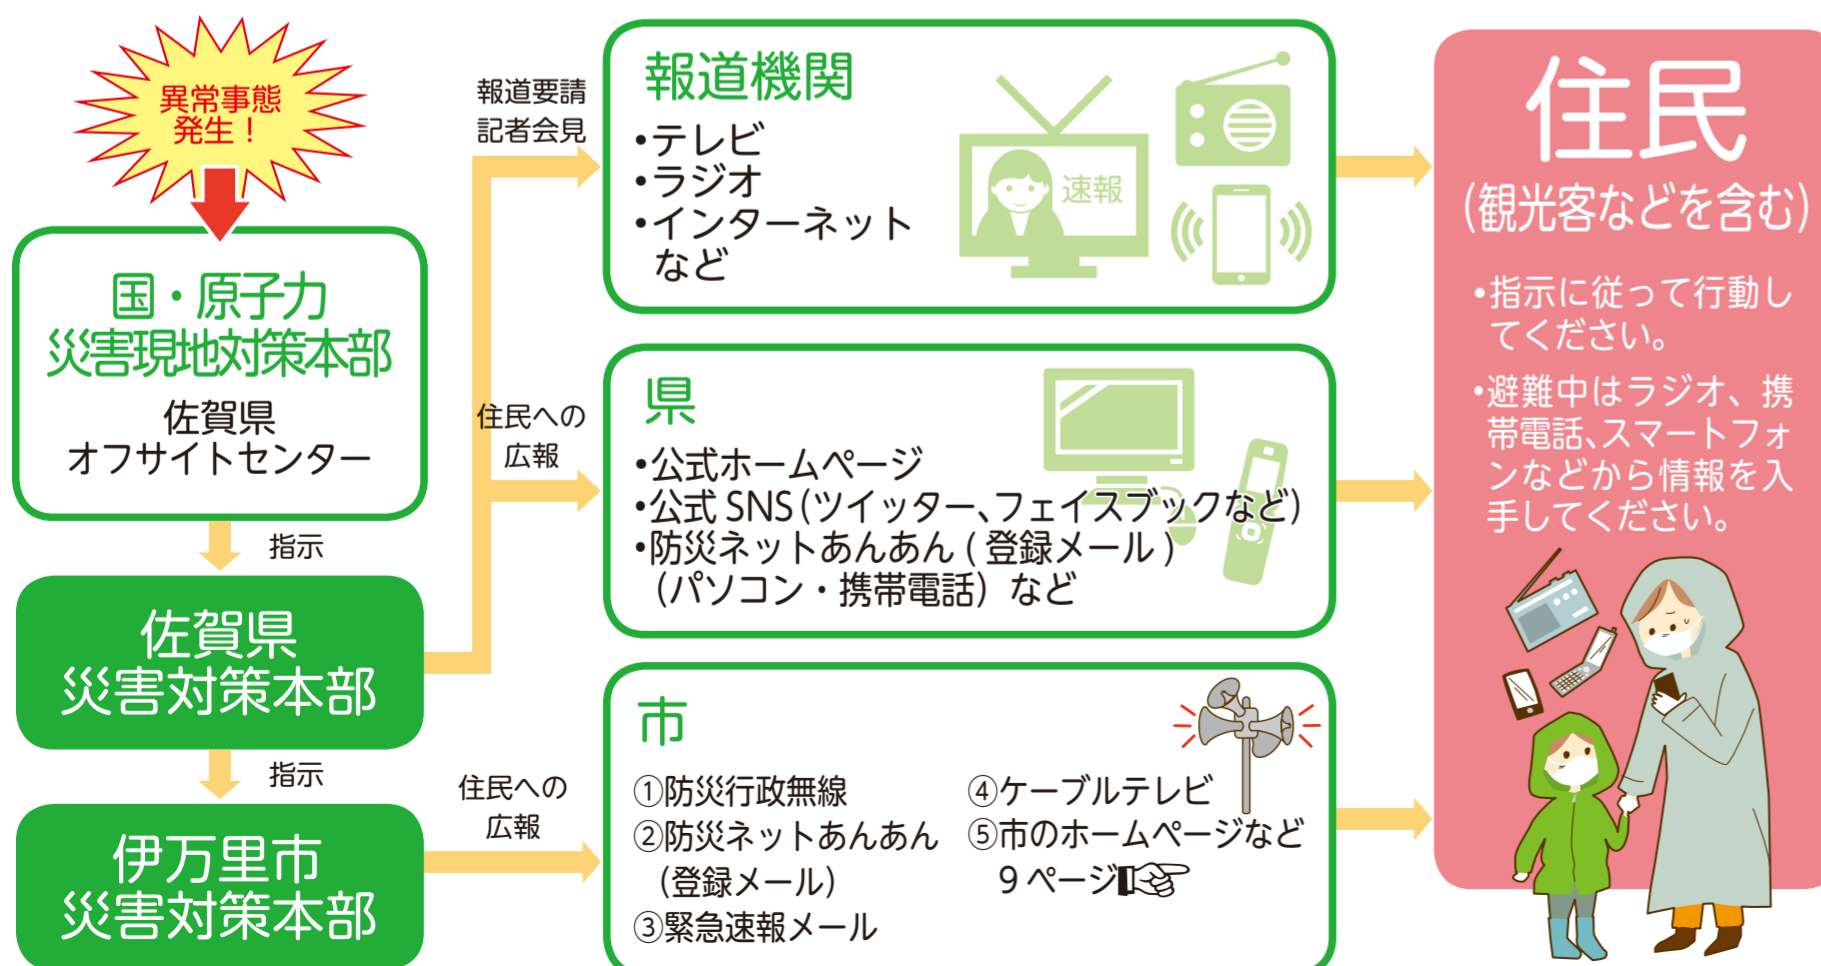 異常事態
発生！
国・原子力
災害現地対策本部
佐賀県
オフサイトセンター
指示
佐賀県
災害対策本部
指示
伊万里市
災害対策本部
報道要請
記者会見
住民への
広報
住民への
広報
報道機関
•テレビ
•ラジオ
•インターネット
など
速報
県
•公式ホームページ
•公式 SNS(ツイッター、フェイスブックなど)
•防災ネットあんあん ( 登録メール )
（パソコン・携帯電話）など
市
①防災行政無線
②防災ネットあんあん
（登録メール）
③緊急速報メール
④ケーブルテレビ
⑤市のホームページなど
9 ページ
住民
(観光客などを含む)
•指示に従って行動し
てください。
•避難中はラジオ、携
帯電話、スマートフォ
ンなどから情報を入
手してください。